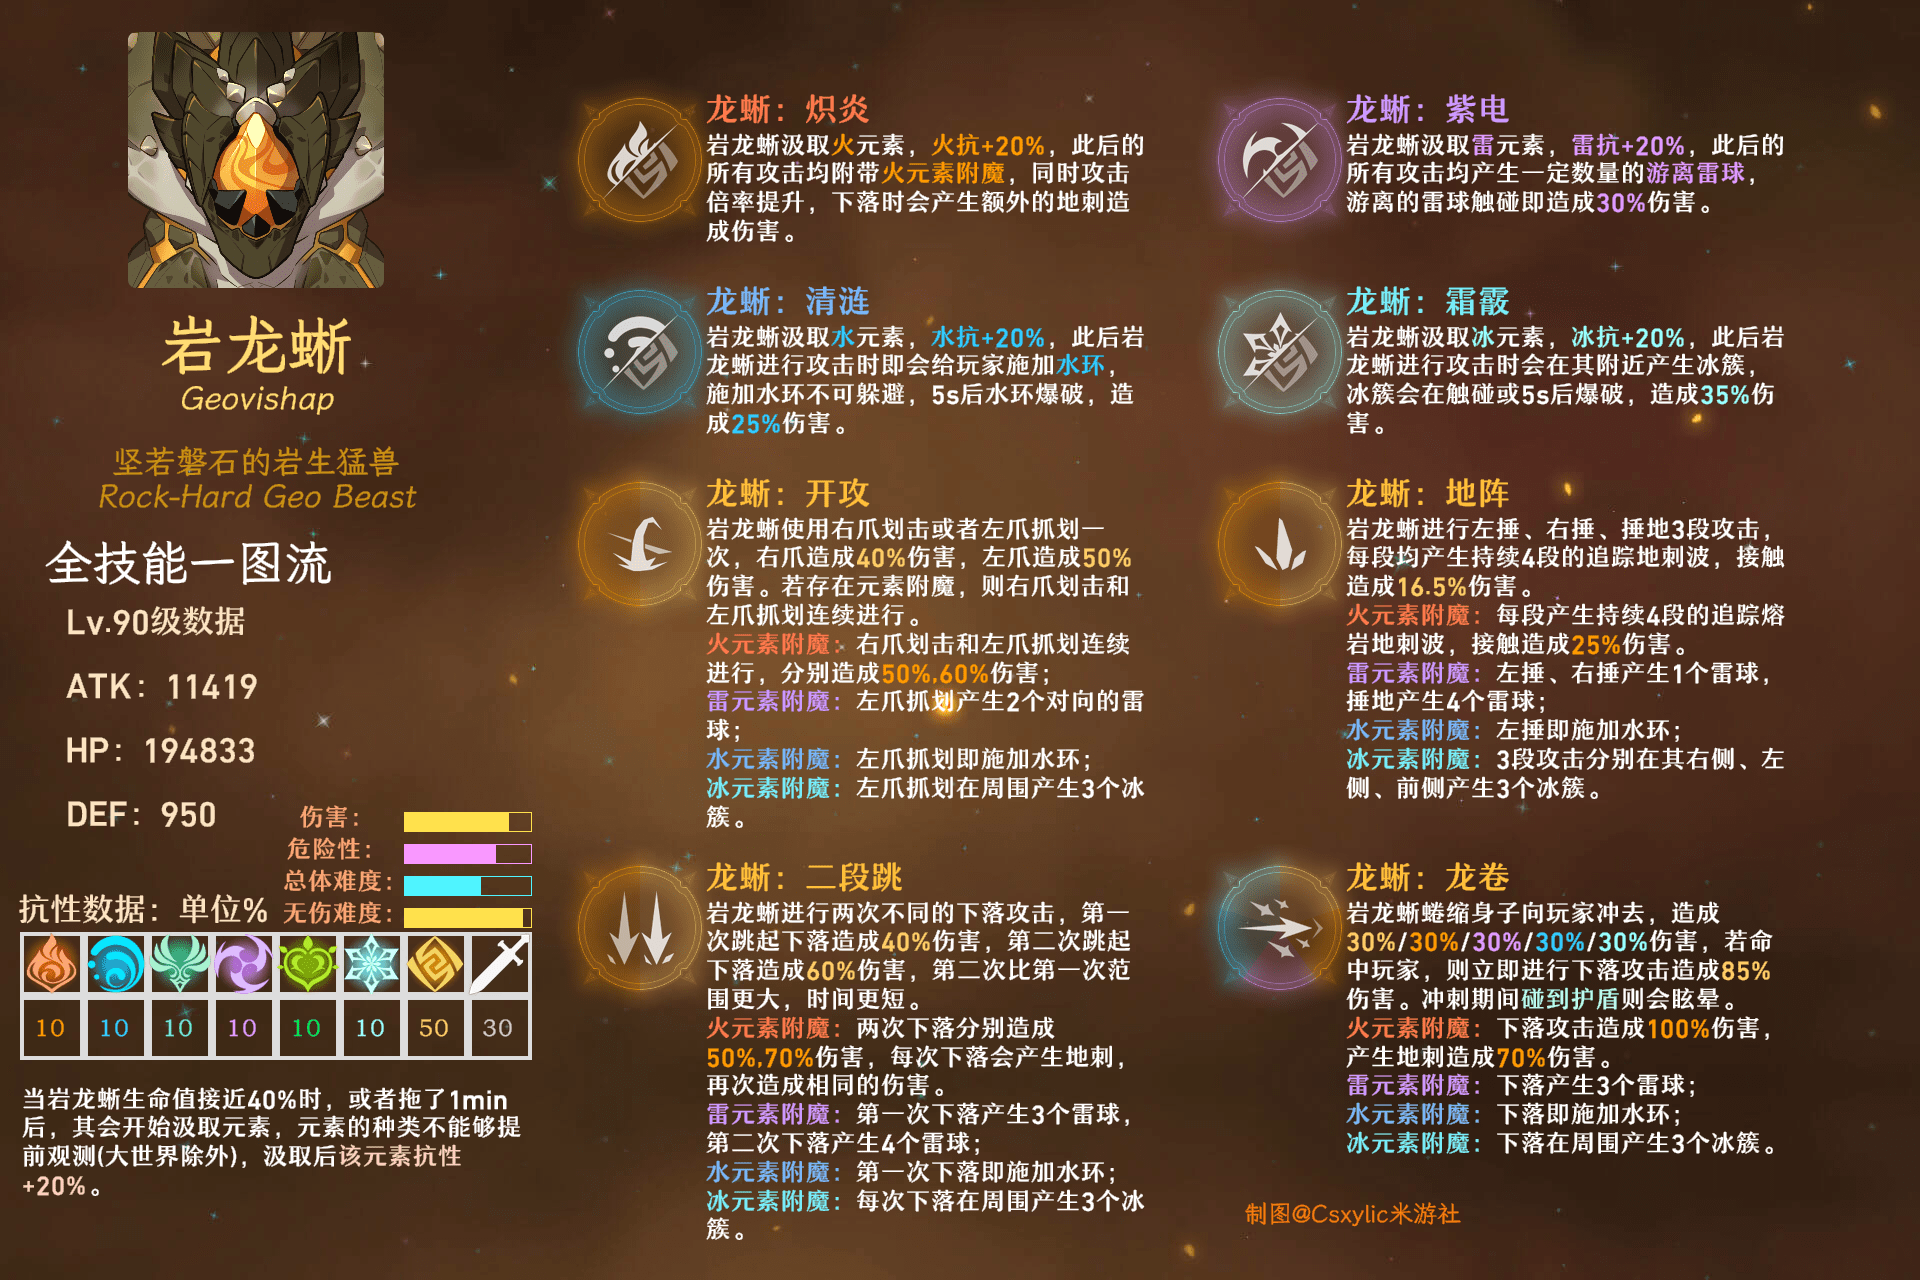 岩龙蜥
Geovishap
坚若磐石的岩生猛兽
Rock-Hard Geo Beast
全技能一图流
Lv.90级数据
ATK：11419
HP：194833
DEF：950
伤害：
危险性：
总体难度：
无伤难度：
抗性数据：单位%
10 10 10 10 10 10 50 30
当岩龙蜥生命值接近40%时，或者拖了1min
后，其会开始汲取元素，元素的种类不能够提
前观测(大世界除外)，汲取后该元素抗性
+20%。
龙蜥：炽炎
岩龙蜥汲取火元素，火抗+20%，此后的
所有攻击均附带火元素附魔，同时攻击
倍率提升，下落时会产生额外的地刺造
成伤害。
龙蜥：清涟
岩龙蜥汲取水元素，水抗+20%，此后岩
龙蜥进行攻击时即会给玩家施加水环，
施加水环不可躲避，5s后水环爆破，造
成25%伤害。
龙蜥：开攻
岩龙蜥使用右爪划击或者左爪抓划一
次，右爪造成40%伤害，左爪造成50%
伤害。若存在元素附魔，则右爪划击和
左爪抓划连续进行。
火元素附魔：右爪划击和左爪抓划连续
进行，分别造成50%,60%伤害；
雷元素附魔：左爪抓划产生2个对向的雷
球；
水元素附魔：左爪抓划即施加水环；
冰元素附魔：左爪抓划在周围产生3个冰
簇。
龙蜥：二段跳
岩龙蜥进行两次不同的下落攻击，第一
次跳起下落造成40%伤害，第二次跳起
下落造成60%伤害，第二次比第一次范
围更大，时间更短。
火元素附魔：两次下落分别造成
50%,70%伤害，每次下落会产生地刺，
再次造成相同的伤害。
雷元素附魔：第一次下落产生3个雷球，
第二次下落产生4个雷球；
水元素附魔：第一次下落即施加水环；
冰元素附魔：每次下落在周围产生3个冰
簇。
龙蜥：紫电
岩龙蜥汲取雷元素，雷抗+20%，此后的
所有攻击均产生一定数量的游离雷球，
游离的雷球触碰即造成30%伤害。
龙蜥：霜霰
岩龙蜥汲取冰元素，冰抗+20%，此后岩
龙蜥进行攻击时会在其附近产生冰簇，
冰簇会在触碰或5s后爆破，造成35%伤
害。
龙蜥：地阵
岩龙蜥进行左捶、右捶、捶地3段攻击，
每段均产生持续4段的追踪地刺波，接触
造成16.5%伤害。
火元素附魔：每段产生持续4段的追踪熔
岩地刺波，接触造成25%伤害。
雷元素附魔：左捶、右捶产生1个雷球，
捶地产生4个雷球；
水元素附魔：左捶即施加水环；
冰元素附魔：3段攻击分别在其右侧、左
侧、前侧产生3个冰簇。
龙蜥：龙卷
岩龙蜥蜷缩身子向玩家冲去，造成
30%/30%/30%/30%/30%伤害，若命
中玩家，则立即进行下落攻击造成85%
伤害。冲刺期间碰到护盾则会眩晕。
火元素附魔：下落攻击造成100%伤害，
产生地刺造成70%伤害。
雷元素附魔：下落产生3个雷球；
水元素附魔：下落即施加水环；
冰元素附魔：下落在周围产生3个冰簇。
制图@Csxylic米游社